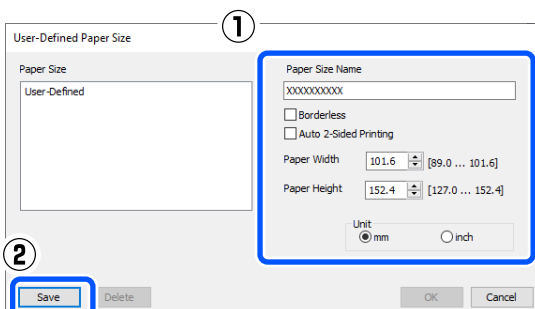 ①
User-Defined Paper Size
Paper Size
User-Defined
Paper Size Name
XXXXXXXXXX
Borderless
Auto 2-Sided Printing
Paper Width 101.6 [89.0 ... 101.6]
Paper Height 152.4 [127.0 ... 152.4]
Unit
mm inch
②
Save Delete OK Cancel